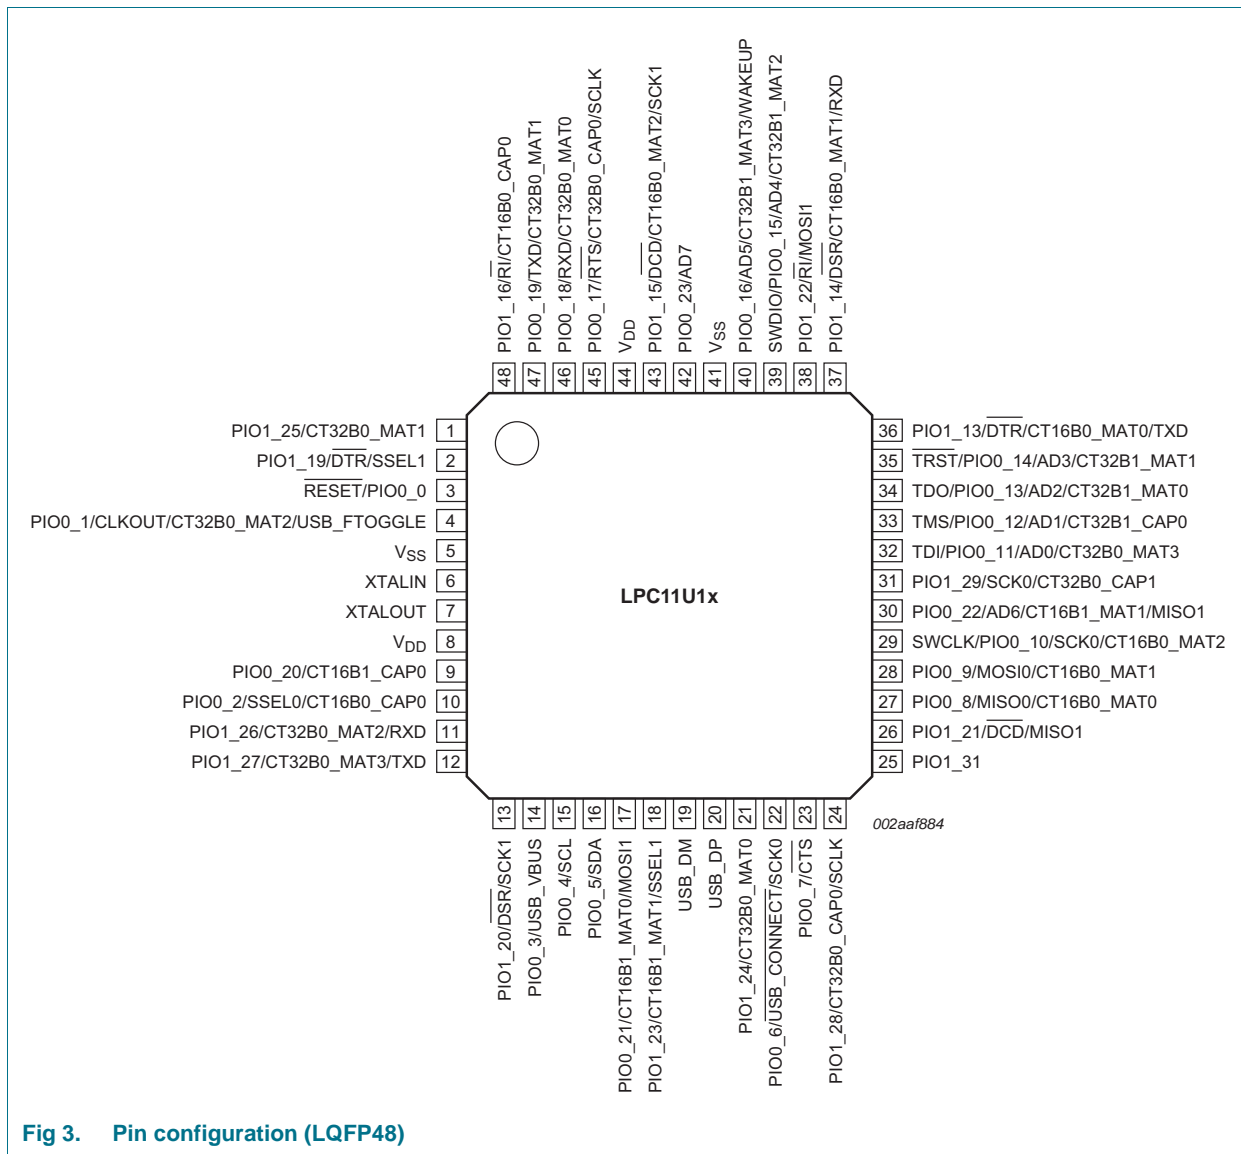 PIO1_16/RI/CT16B0_CAP0
PIO0_19/TXD/CT32B0_MAT1
PIO0_18/RXD/CT32B0_MAT0
PIO0_17/RTS/CT32B0_CAP0/SCLK
VDD
PIO1_15/DCD/CT16B0_MAT2/SCK1
PIO0_23/AD7
VSS
PIO0_16/AD5/CT32B1_MAT3/WAKEUP
SWDIO/PIO0_15/AD4/CT32B1_MAT2
PIO1_22/RI/MOSI1
PIO1_14/DSR/CT16B0_MAT1/RXD
48
47
46
45
44
43
42
41
40
39
38
37
PIO1_25/CT32B0_MAT1 1
PIO1_19/DTR/SSEL1 2
RESET/PIO0_0 3
PIO0_1/CLKOUT/CT32B0_MAT2/USB_FTOGGLE 4
VSS 5
XTALIN 6
XTALOUT 7
VDD 8
PIO0_20/CT16B1_CAP0 9
PIO0_2/SSEL0/CT16B0_CAP0 10
PIO1_26/CT32B0_MAT2/RXD 11
PIO1_27/CT32B0_MAT3/TXD 12
LPC11U1x
36 PIO1_13/DTR/CT16B0_MAT0/TXD
35 TRST/PIO0_14/AD3/CT32B1_MAT1
34 TDO/PIO0_13/AD2/CT32B1_MAT0
33 TMS/PIO0_12/AD1/CT32B1_CAP0
32 TDI/PIO0_11/AD0/CT32B0_MAT3
31 PIO1_29/SCK0/CT32B0_CAP1
30 PIO0_22/AD6/CT16B1_MAT1/MISO1
29 SWCLK/PIO0_10/SCK0/CT16B0_MAT2
28 PIO0_9/MOSI0/CT16B0_MAT1
27 PIO0_8/MISO0/CT16B0_MAT0
26 PIO1_21/DCD/MISO1
25 PIO1_31
13
14
15
16
17
18
19
20
21
22
23
24
002aaf884
PIO1_20/DSR/SCK1
PIO0_3/USB_VBUS
PIO0_4/SCL
PIO0_5/SDA
PIO0_21/CT16B1_MAT0/MOSI1
PIO1_23/CT16B1_MAT1/SSEL1
USB_DM
USB_DP
PIO1_24/CT32B0_MAT0
PIO0_6/USB_CONNECT/SCK0
PIO0_7/CTS
PIO1_28/CT32B0_CAP0/SCLK
Fig 3. Pin configuration (LQFP48)